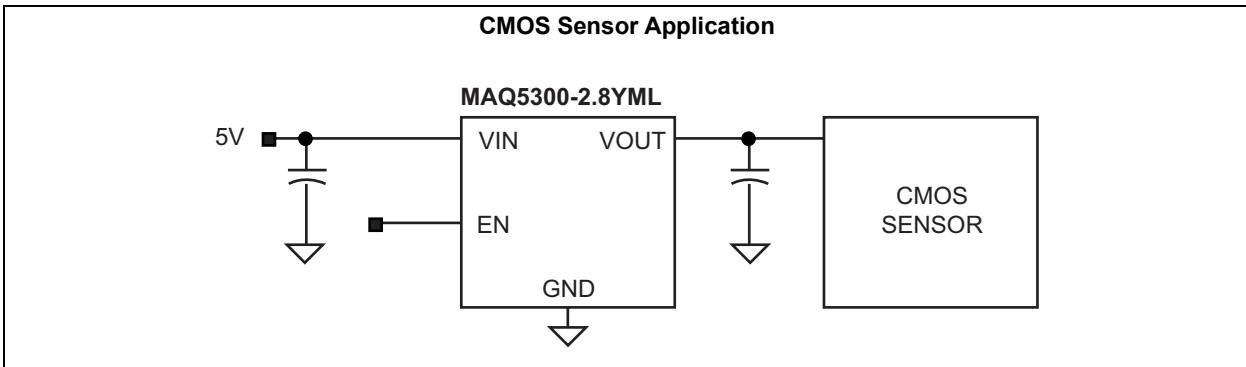 CMOS Sensor Application
MAQ5300-2.8YML
5V
VIN VOUT
EN
GND
CMOS
SENSOR